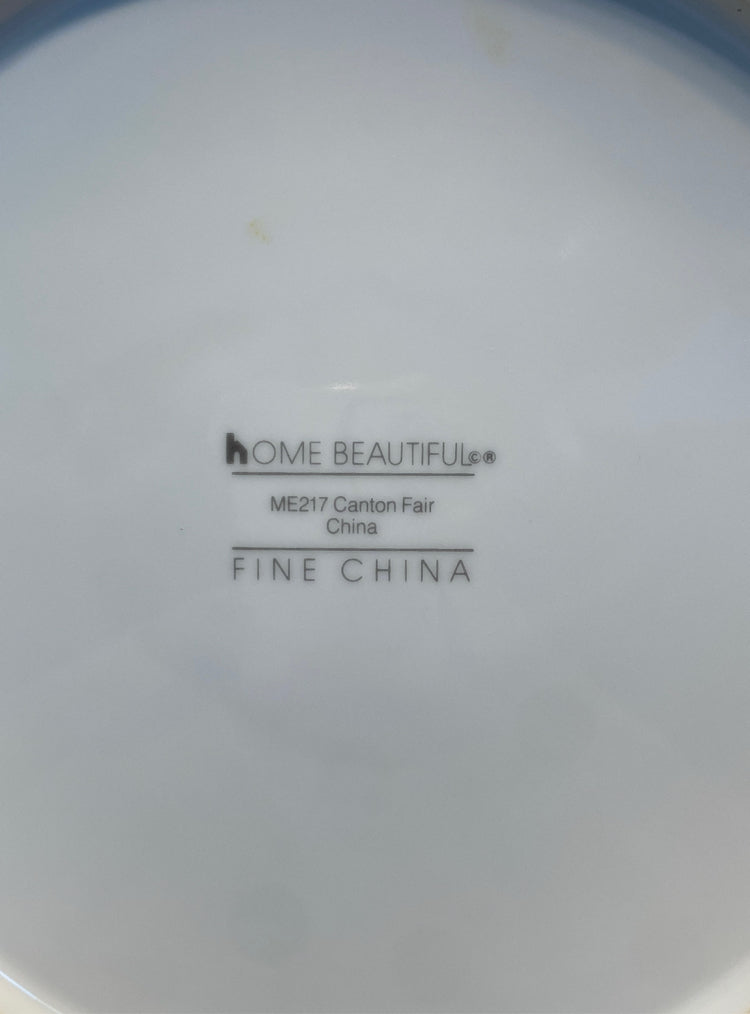 hOME BEAUTIFUL©®
ME217 Canton Fair
China
FINE CHINA